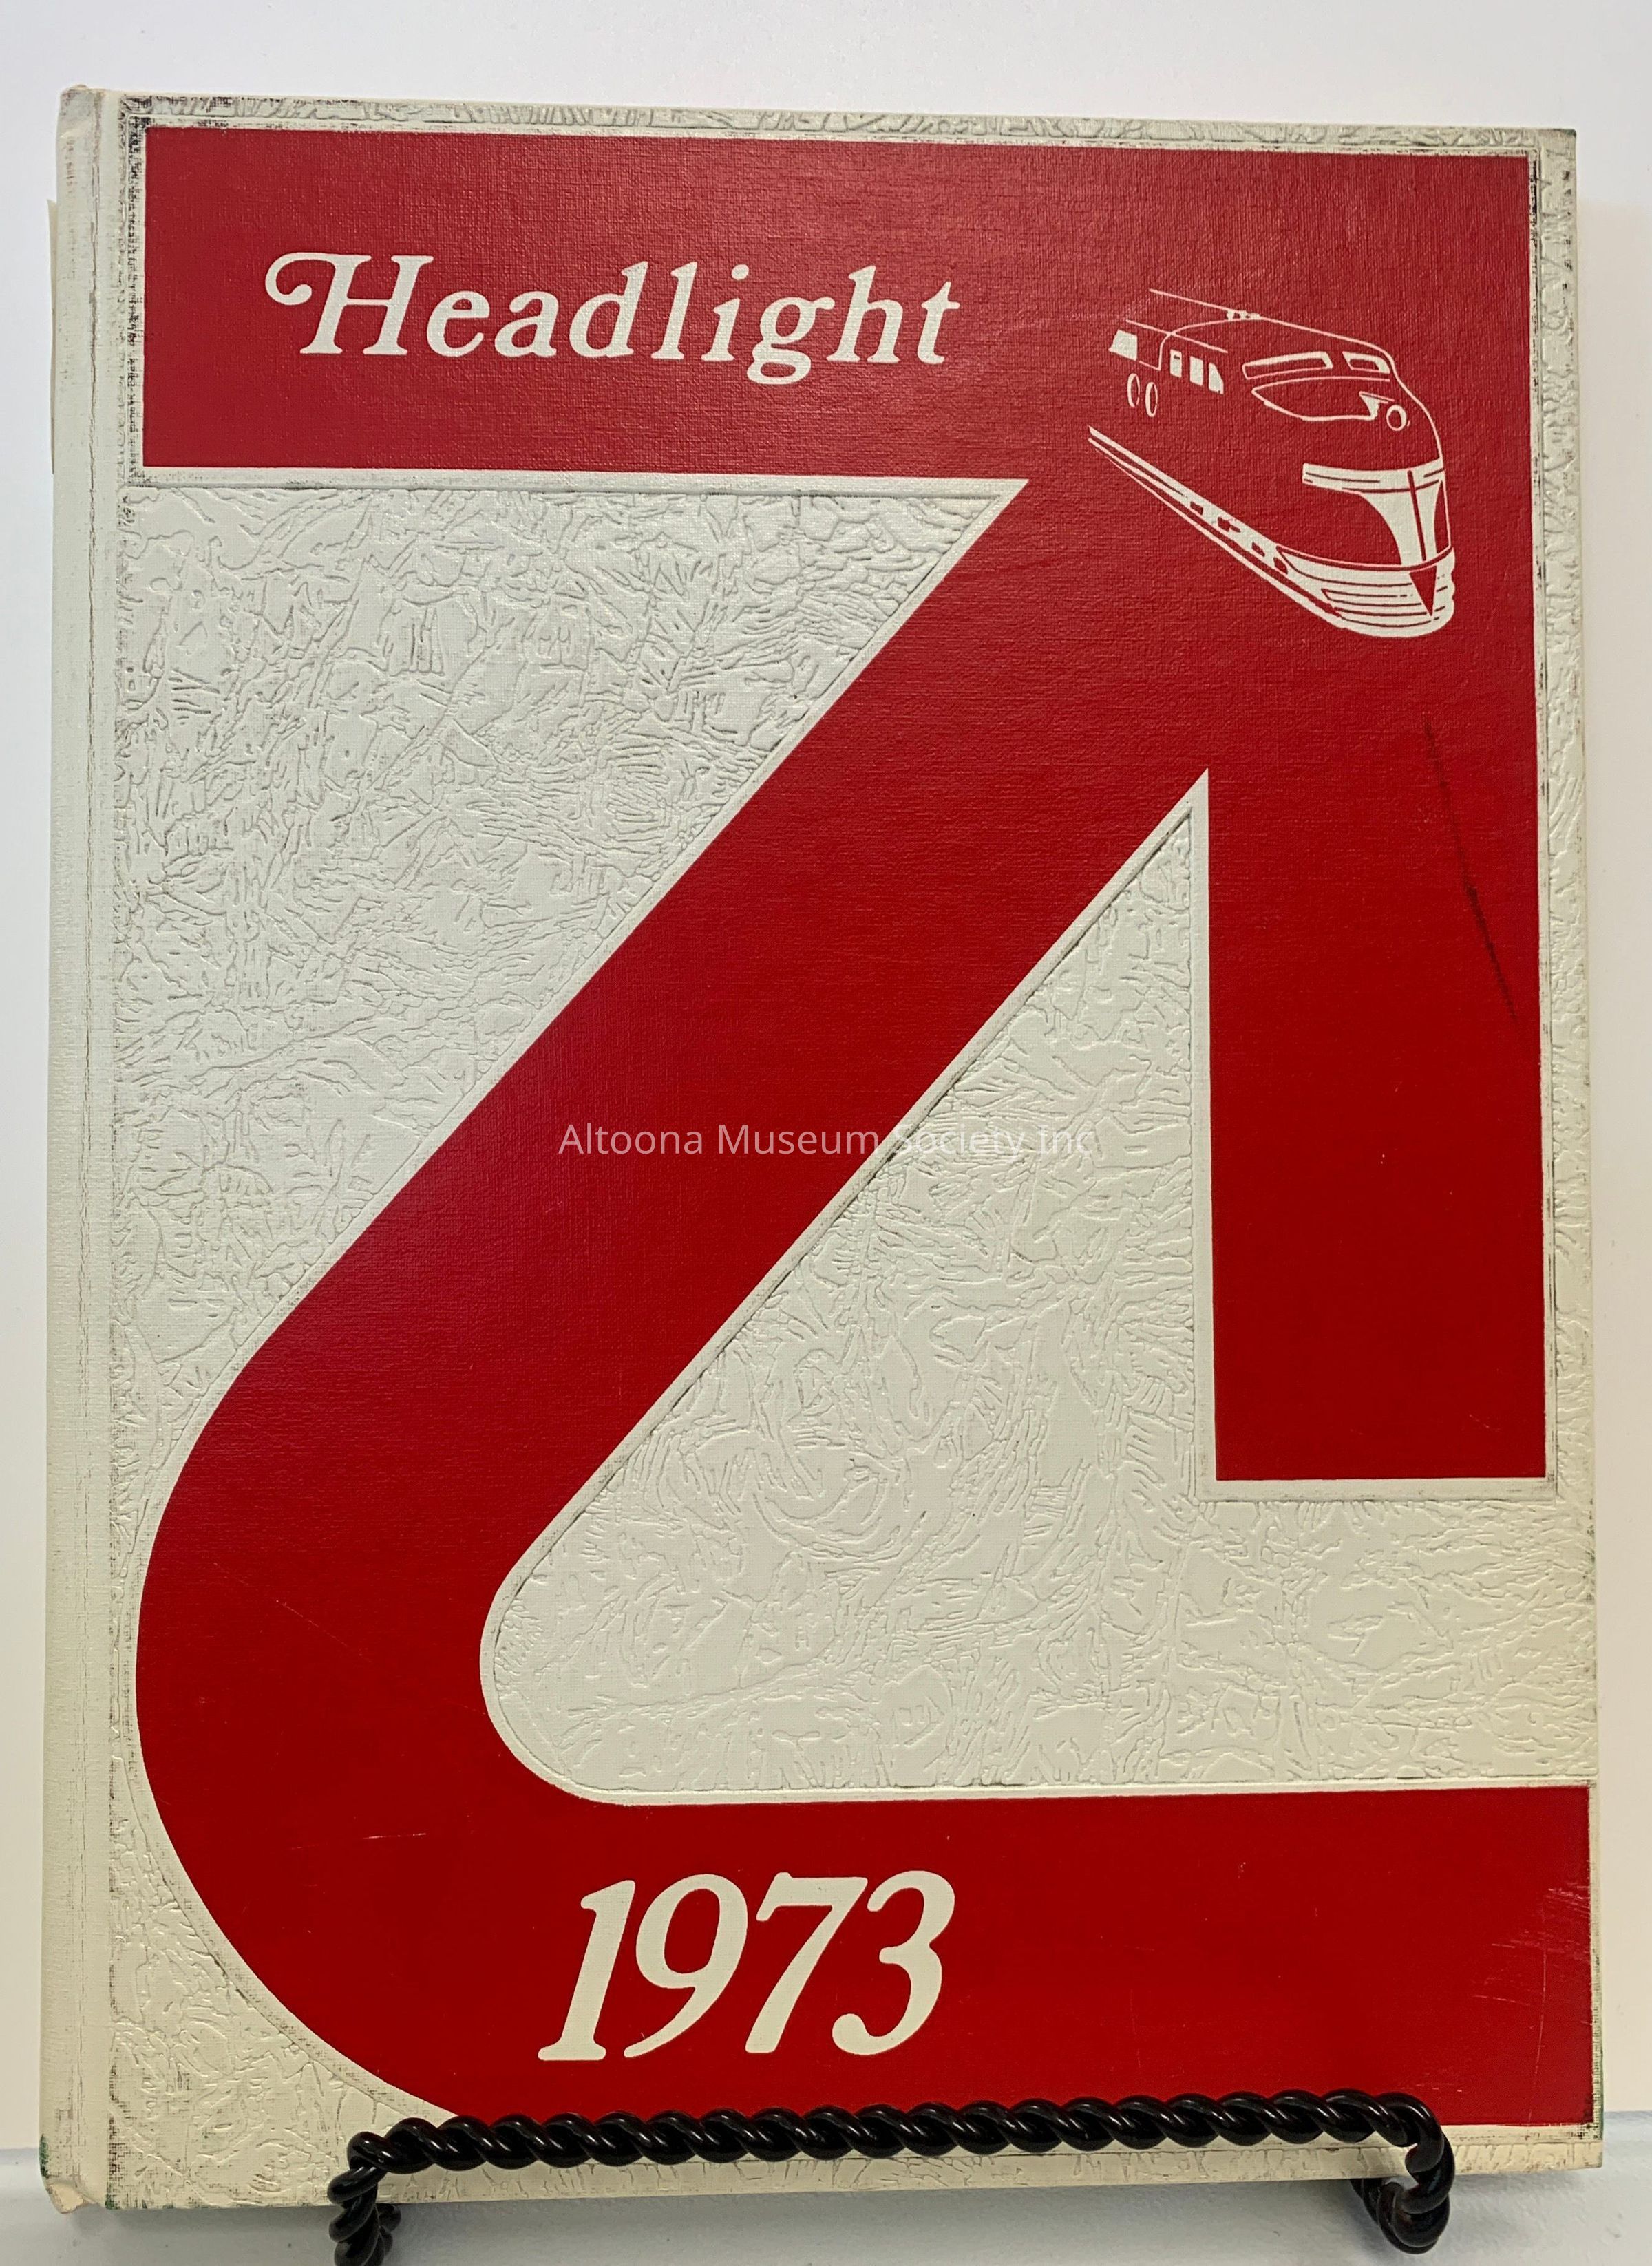 Headlight
Altoona Museum Society Inc
1973